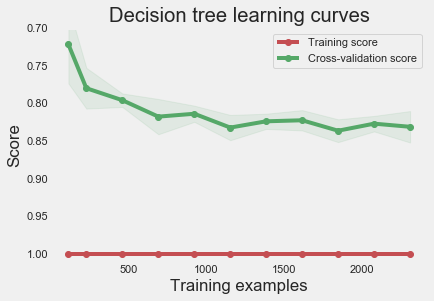 Decision tree learning curves
0.70
Training score
Cross-validation score
0.75
0.80
0.85
0.90
0.95
1.00
Score
500
1000
1500
2000
Training examples